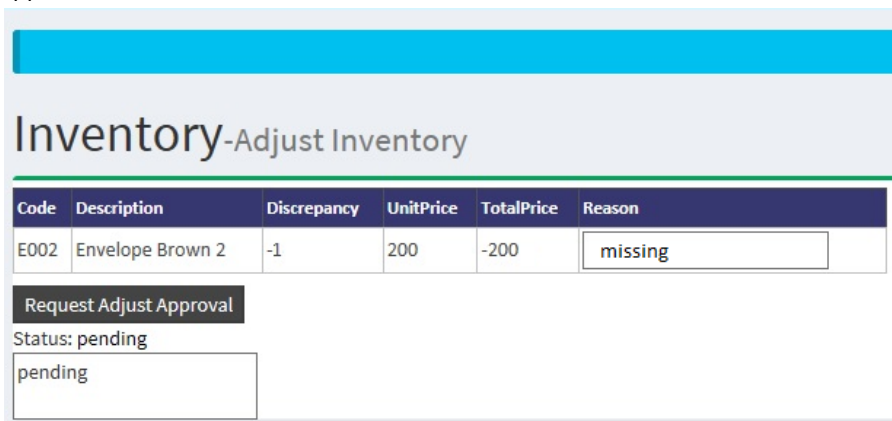 Inventory-Adjust Inventory
Code Description Discrepancy UnitPrice TotalPrice Reason
E002 Envelope Brown 2 -1 200 -200 missing
Request Adjust Approval
Status: pending
pending